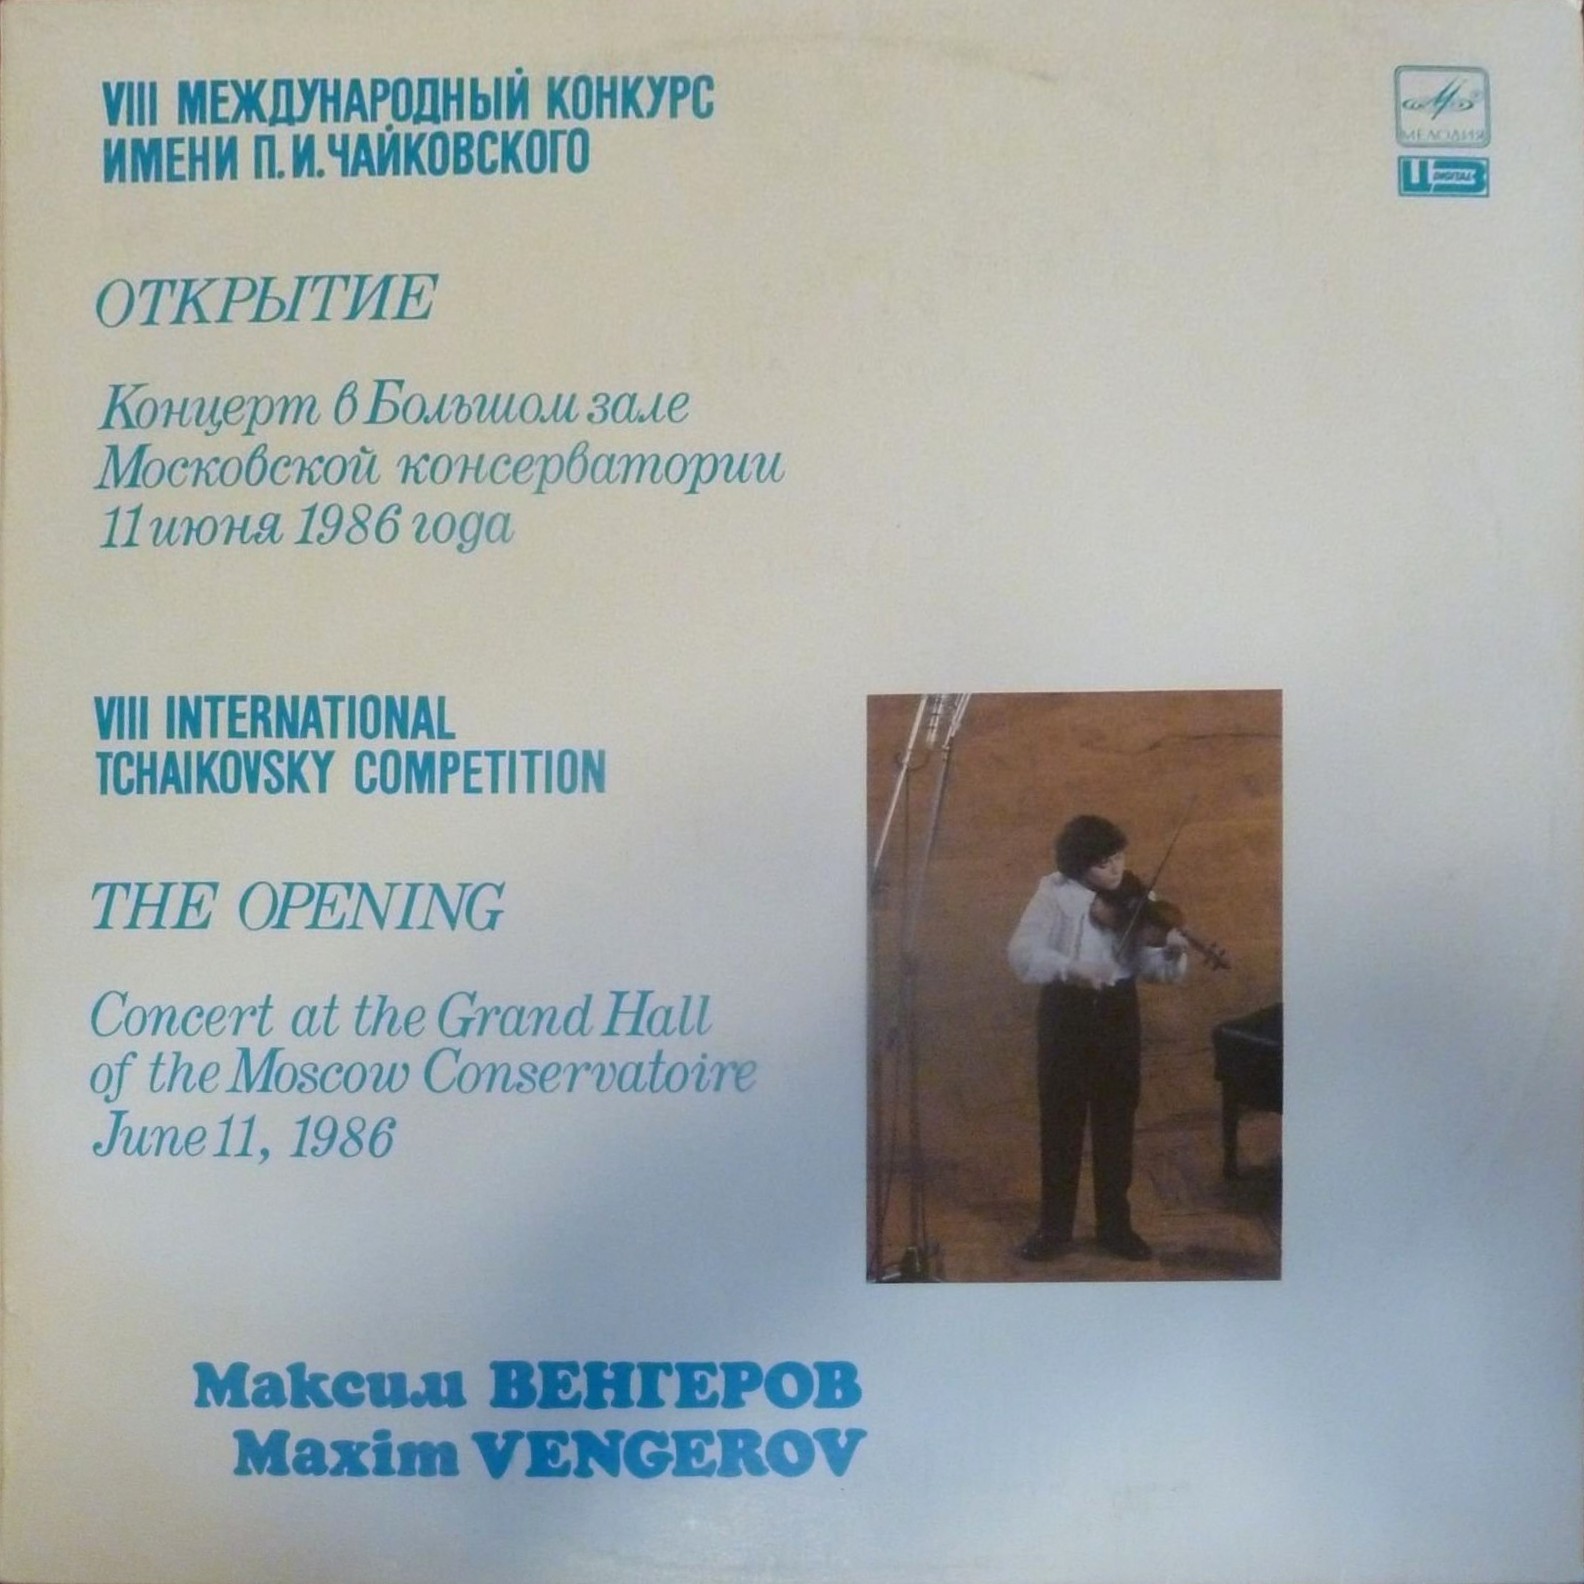 VIII МЕЖДУНАРОДНЫЙ КОНКУРС
ИМЕНИ П. И. ЧАЙКОВСКОГО
МЕЛОДИЯ
DIGITAL
ОТКРЫТИЕ
Концерт в Большом зале
Московской консерватории
11 июня 1986 года
VIII INTERNATIONAL
TCHAIKOVSKY COMPETITION
THE OPENING
Concert at the Grand Hall
of the Moscow Conservatoire
June 11, 1986
Максим ВЕНГЕРОВ
Maxim VENGEROV